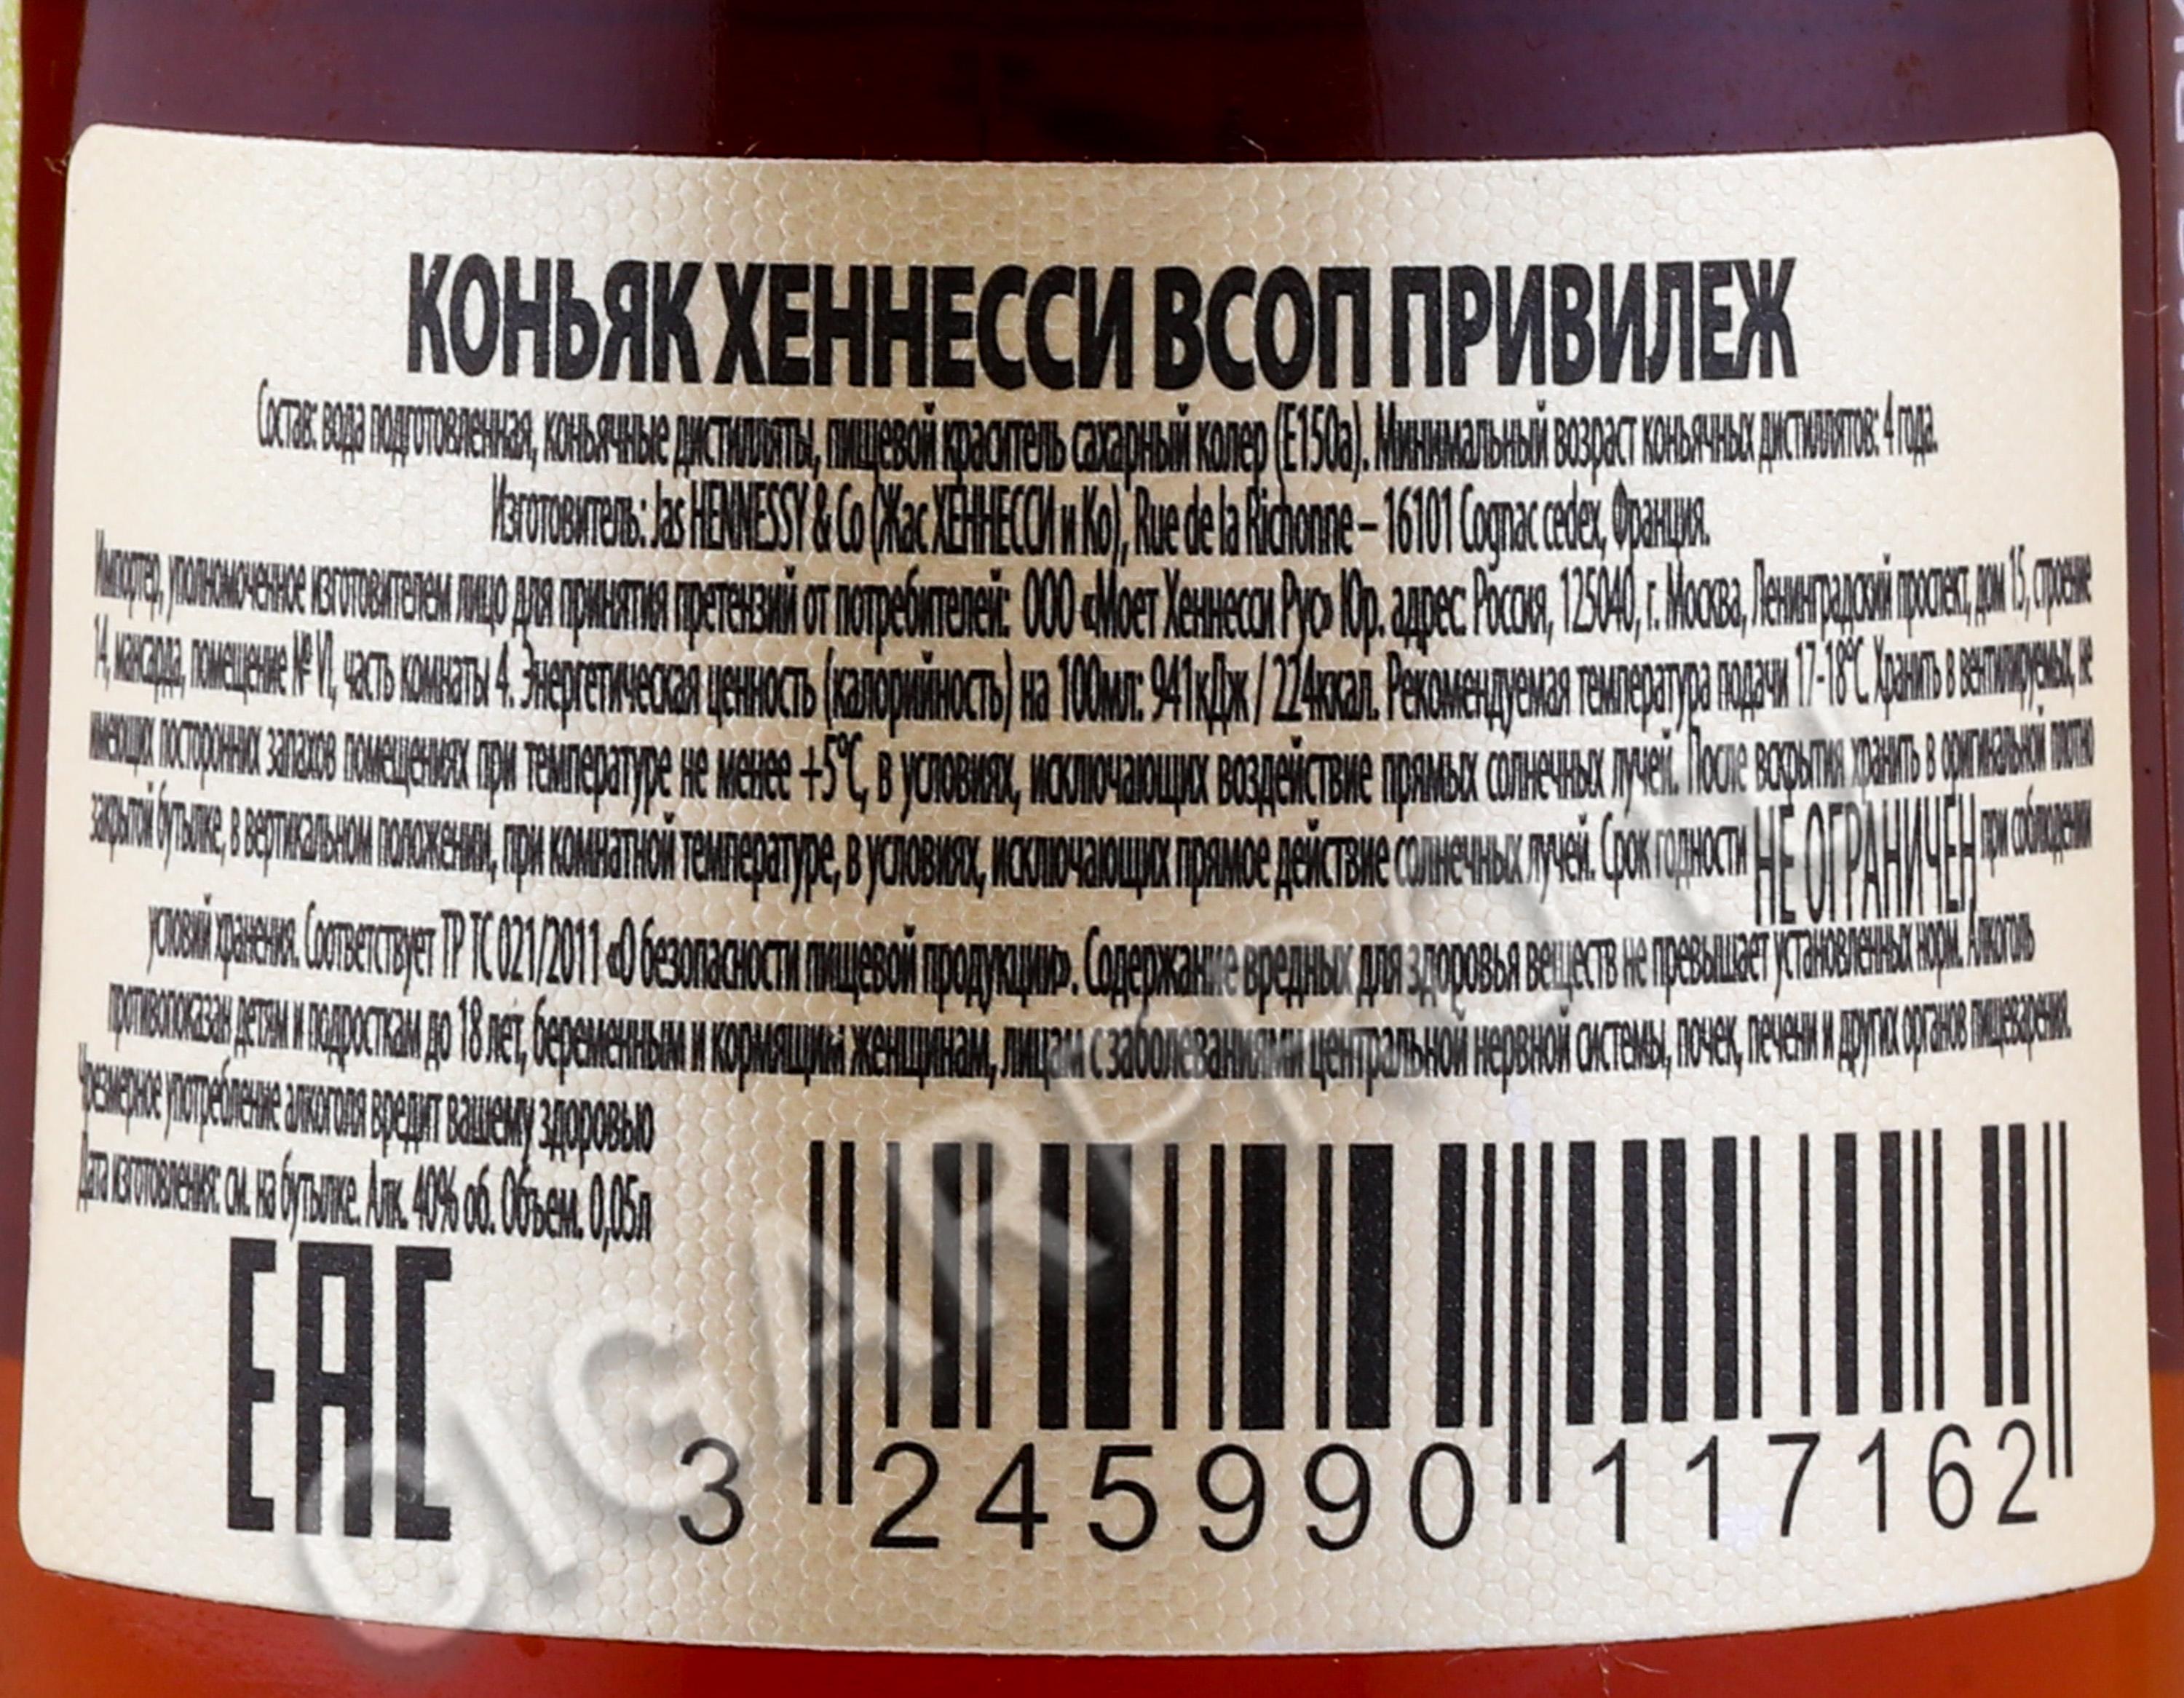 КОНЬЯК ХЕННЕССИ ВСОП ПРИВИЛЕЖ
Состав: вода подготовленная, коньячные дистилляты, пищевой краситель сахарный колер (Е150а). Минимальный возраст коньячных дистиллятов: 4 года.
Изготовитель: Jas HENNESSY & Co (Жас ХЕННЕССИ и Ко), Rue de la Richonne – 16101 Cognac cedex, Франция.
Импортер, уполномоченное изготовителем лицо для принятия претензий от потребителей: ООО «Моет Хеннесси Рус» Юр. адрес: Россия, 125040, г. Москва, Ленинградский проспект, дом 15, строение
14, мансарда, помещение № VI, часть комнаты 4. Энергетическая ценность (калорийность) на 100мл: 941кДж / 224ккал. Рекомендуемая температура подачи 17-18°C. Хранить в вентилируемых, не
имеющих посторонних запахов помещениях при температуре не менее +5°C, в условиях, исключающих воздействие прямых солнечных лучей. После вскрытия хранить в оригинальной плотно
закрытой бутылке, в вертикальном положении, при комнатной температуре, в условиях, исключающих прямое действие солнечных лучей. Срок годности НЕ ОГРАНИЧЕН при соблюдении
условий хранения. Соответствует ТР ТС 021/2011 «О безопасности пищевой продукции». Содержание вредных для здоровья веществ не превышает установленных норм. Алкоголь
противопоказан детям и подросткам до 18 лет, беременным и кормящим женщинам, лицам с заболеваниями центральной нервной системы, почек, печени и других органов пищеварения.
Чрезмерное употребление алкоголя вредит вашему здоровью
Дата изготовления: см. на бутылке. Алк. 40% об. Объем. 0,05л
ЕАС
3 245990 117162
CIGARPRO.RU